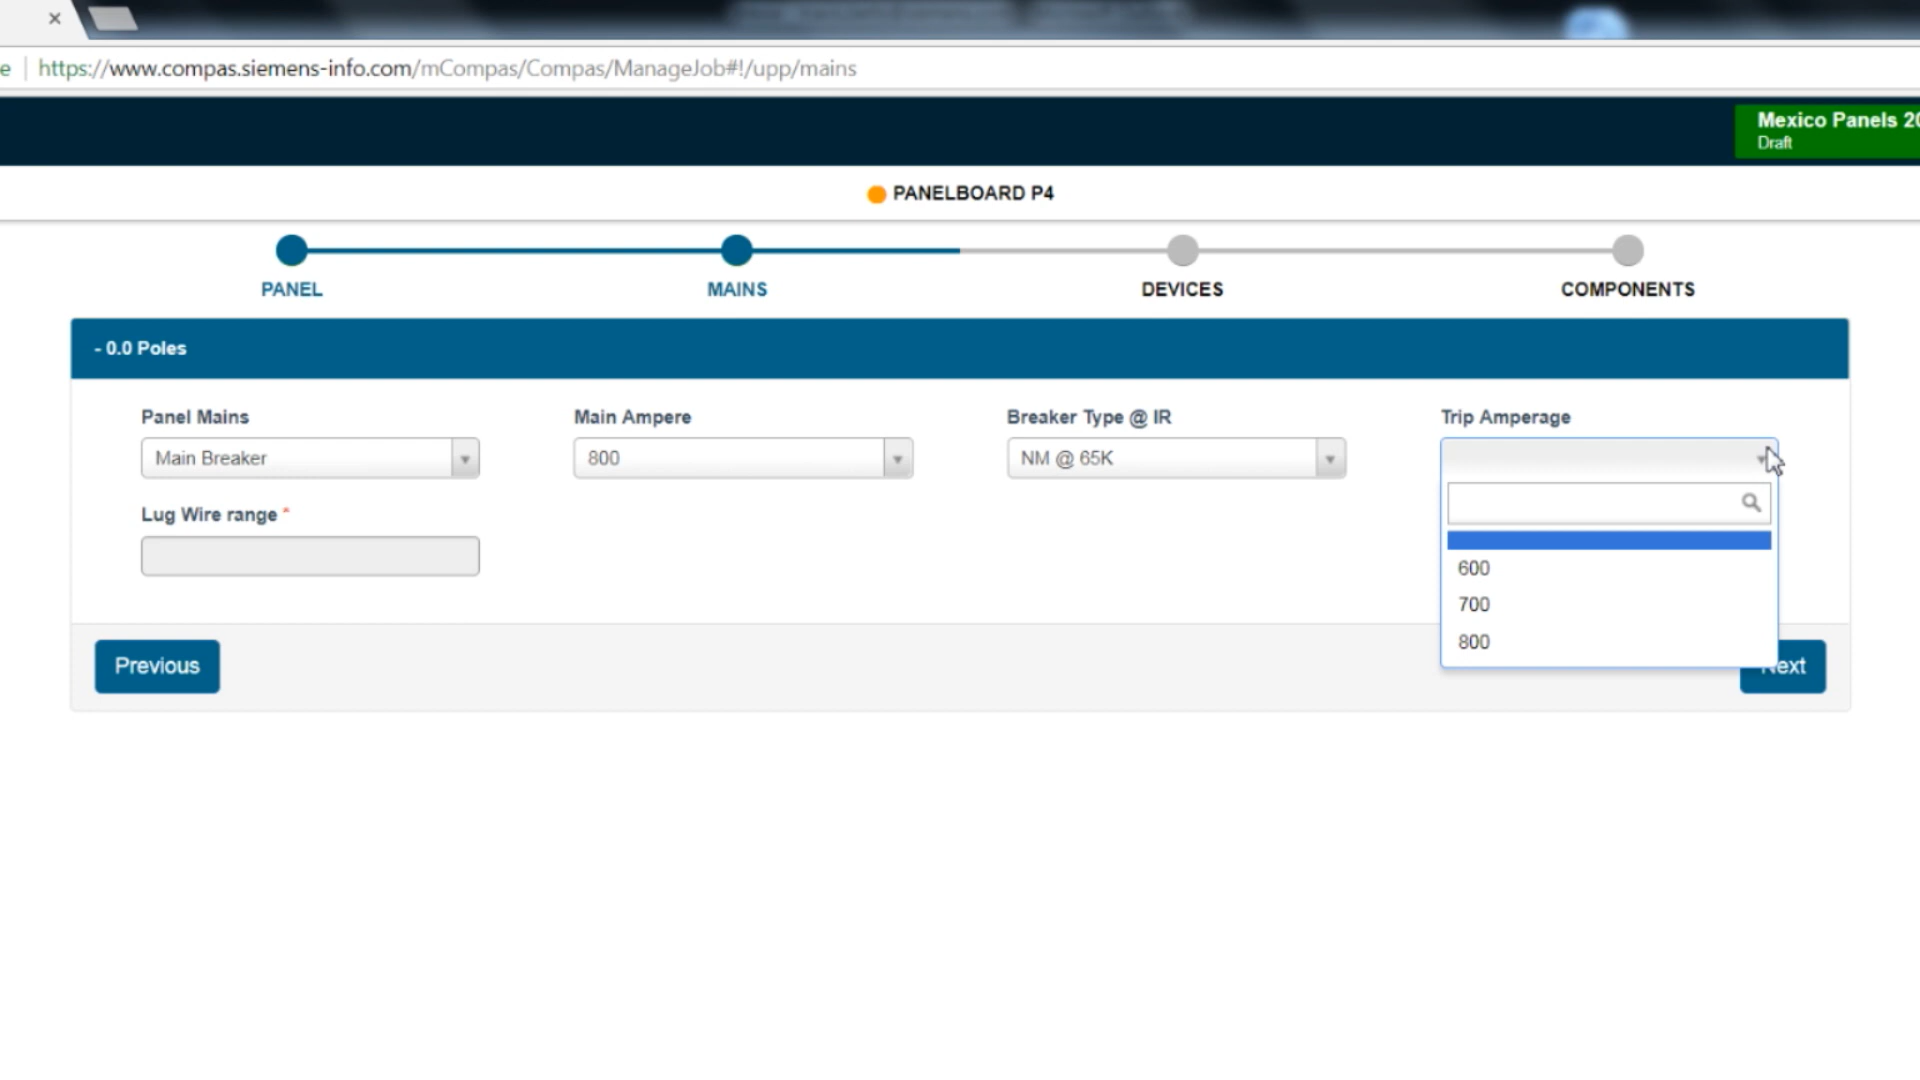 e https://www.compas.siemens-info.com/mCompas/Compas/ManageJob#!/upp/mains
Mexico Panels 20
Draft
PANELBOARD P4
PANEL MAINS DEVICES COMPONENTS
- 0.0 Poles
Panel Mains Main Ampere Breaker Type @ IR Trip Amperage
Main Breaker 800 NM @ 65K
Lug Wire range *
600
700
800
Previous Next